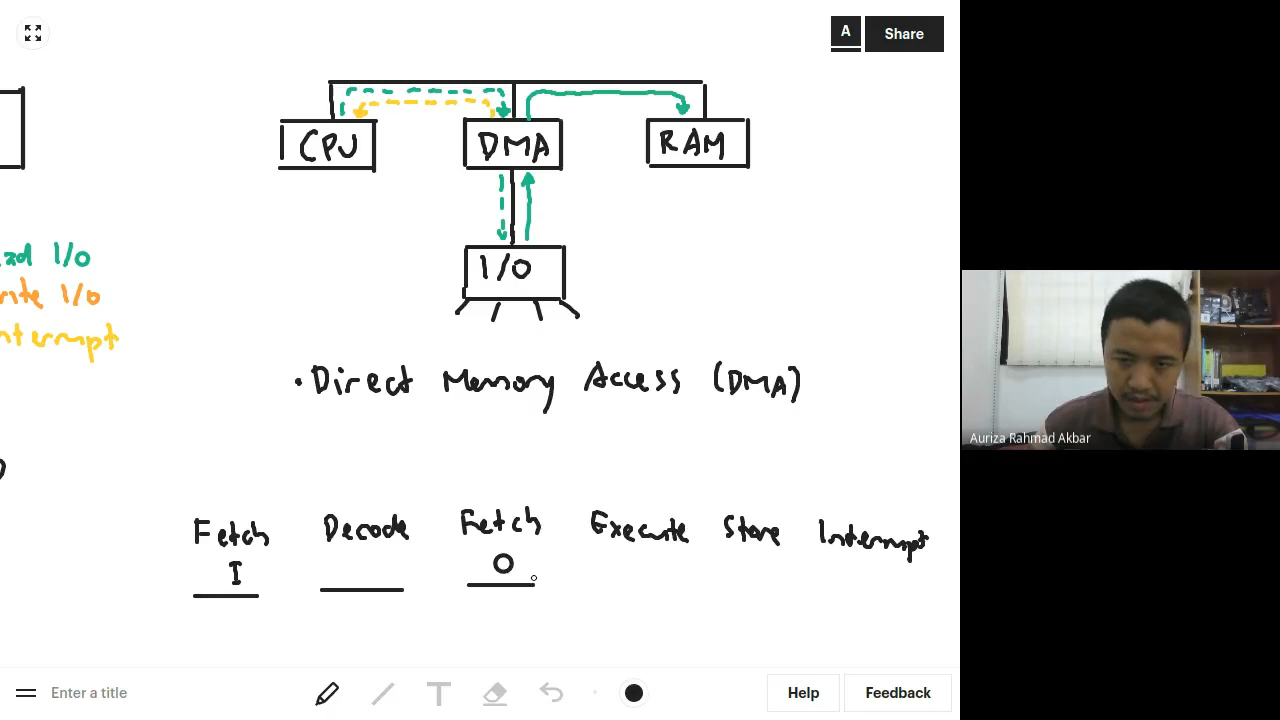 A
Share
CPU
DMA
RAM
I/O
I/O
I/O
• Direct Memory Access (DMA)
Auriza Rahmad Akbar
Fetch Decode Fetch Execute Store Interrupt
I O
Enter a title
T
Help
Feedback